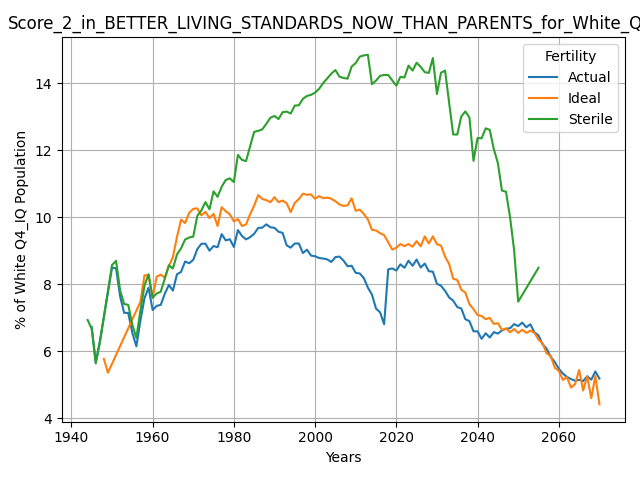 Score_2_in_BETTER_LIVING_STANDARDS_NOW_THAN_PARENTS_for_White_Q
Fertility
Actual
Ideal
Sterile
% of White Q4_IQ Population
14
12
10
8
6
4
1940
1960
1980
2000
2020
2040
2060
Years